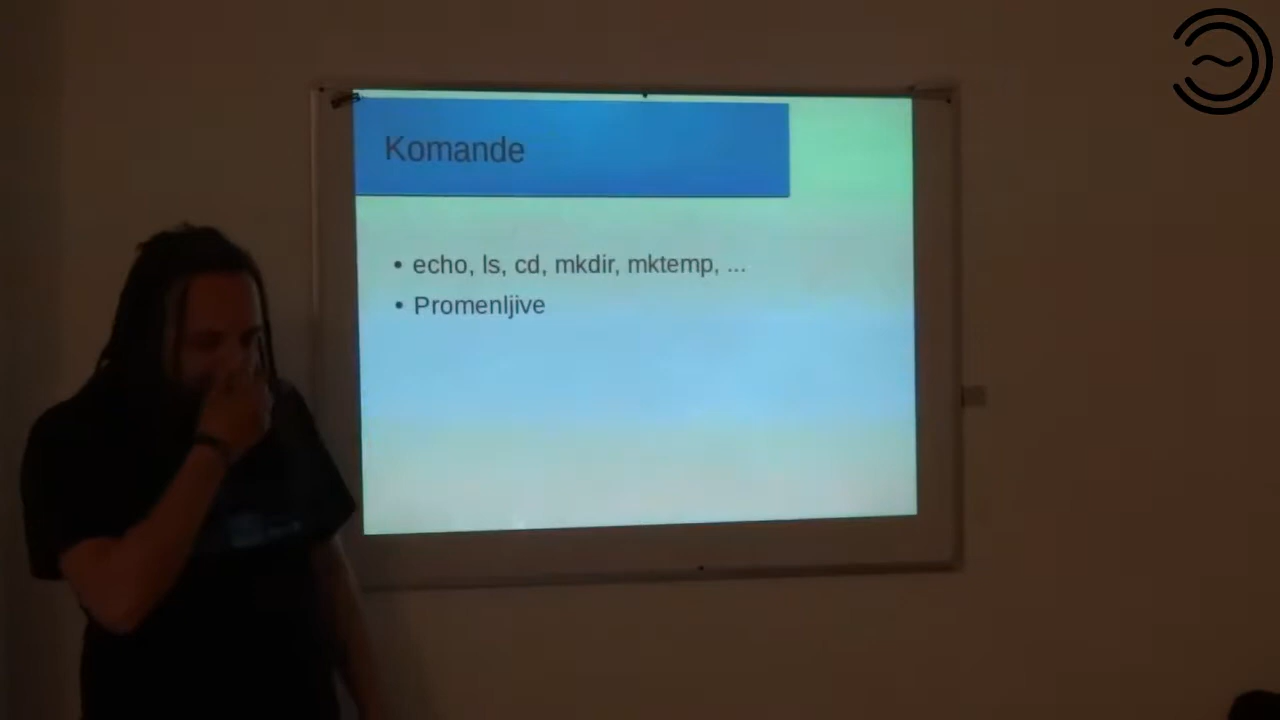 Komande
• echo, ls, cd, mkdir, mktemp, ...
• Promenljive